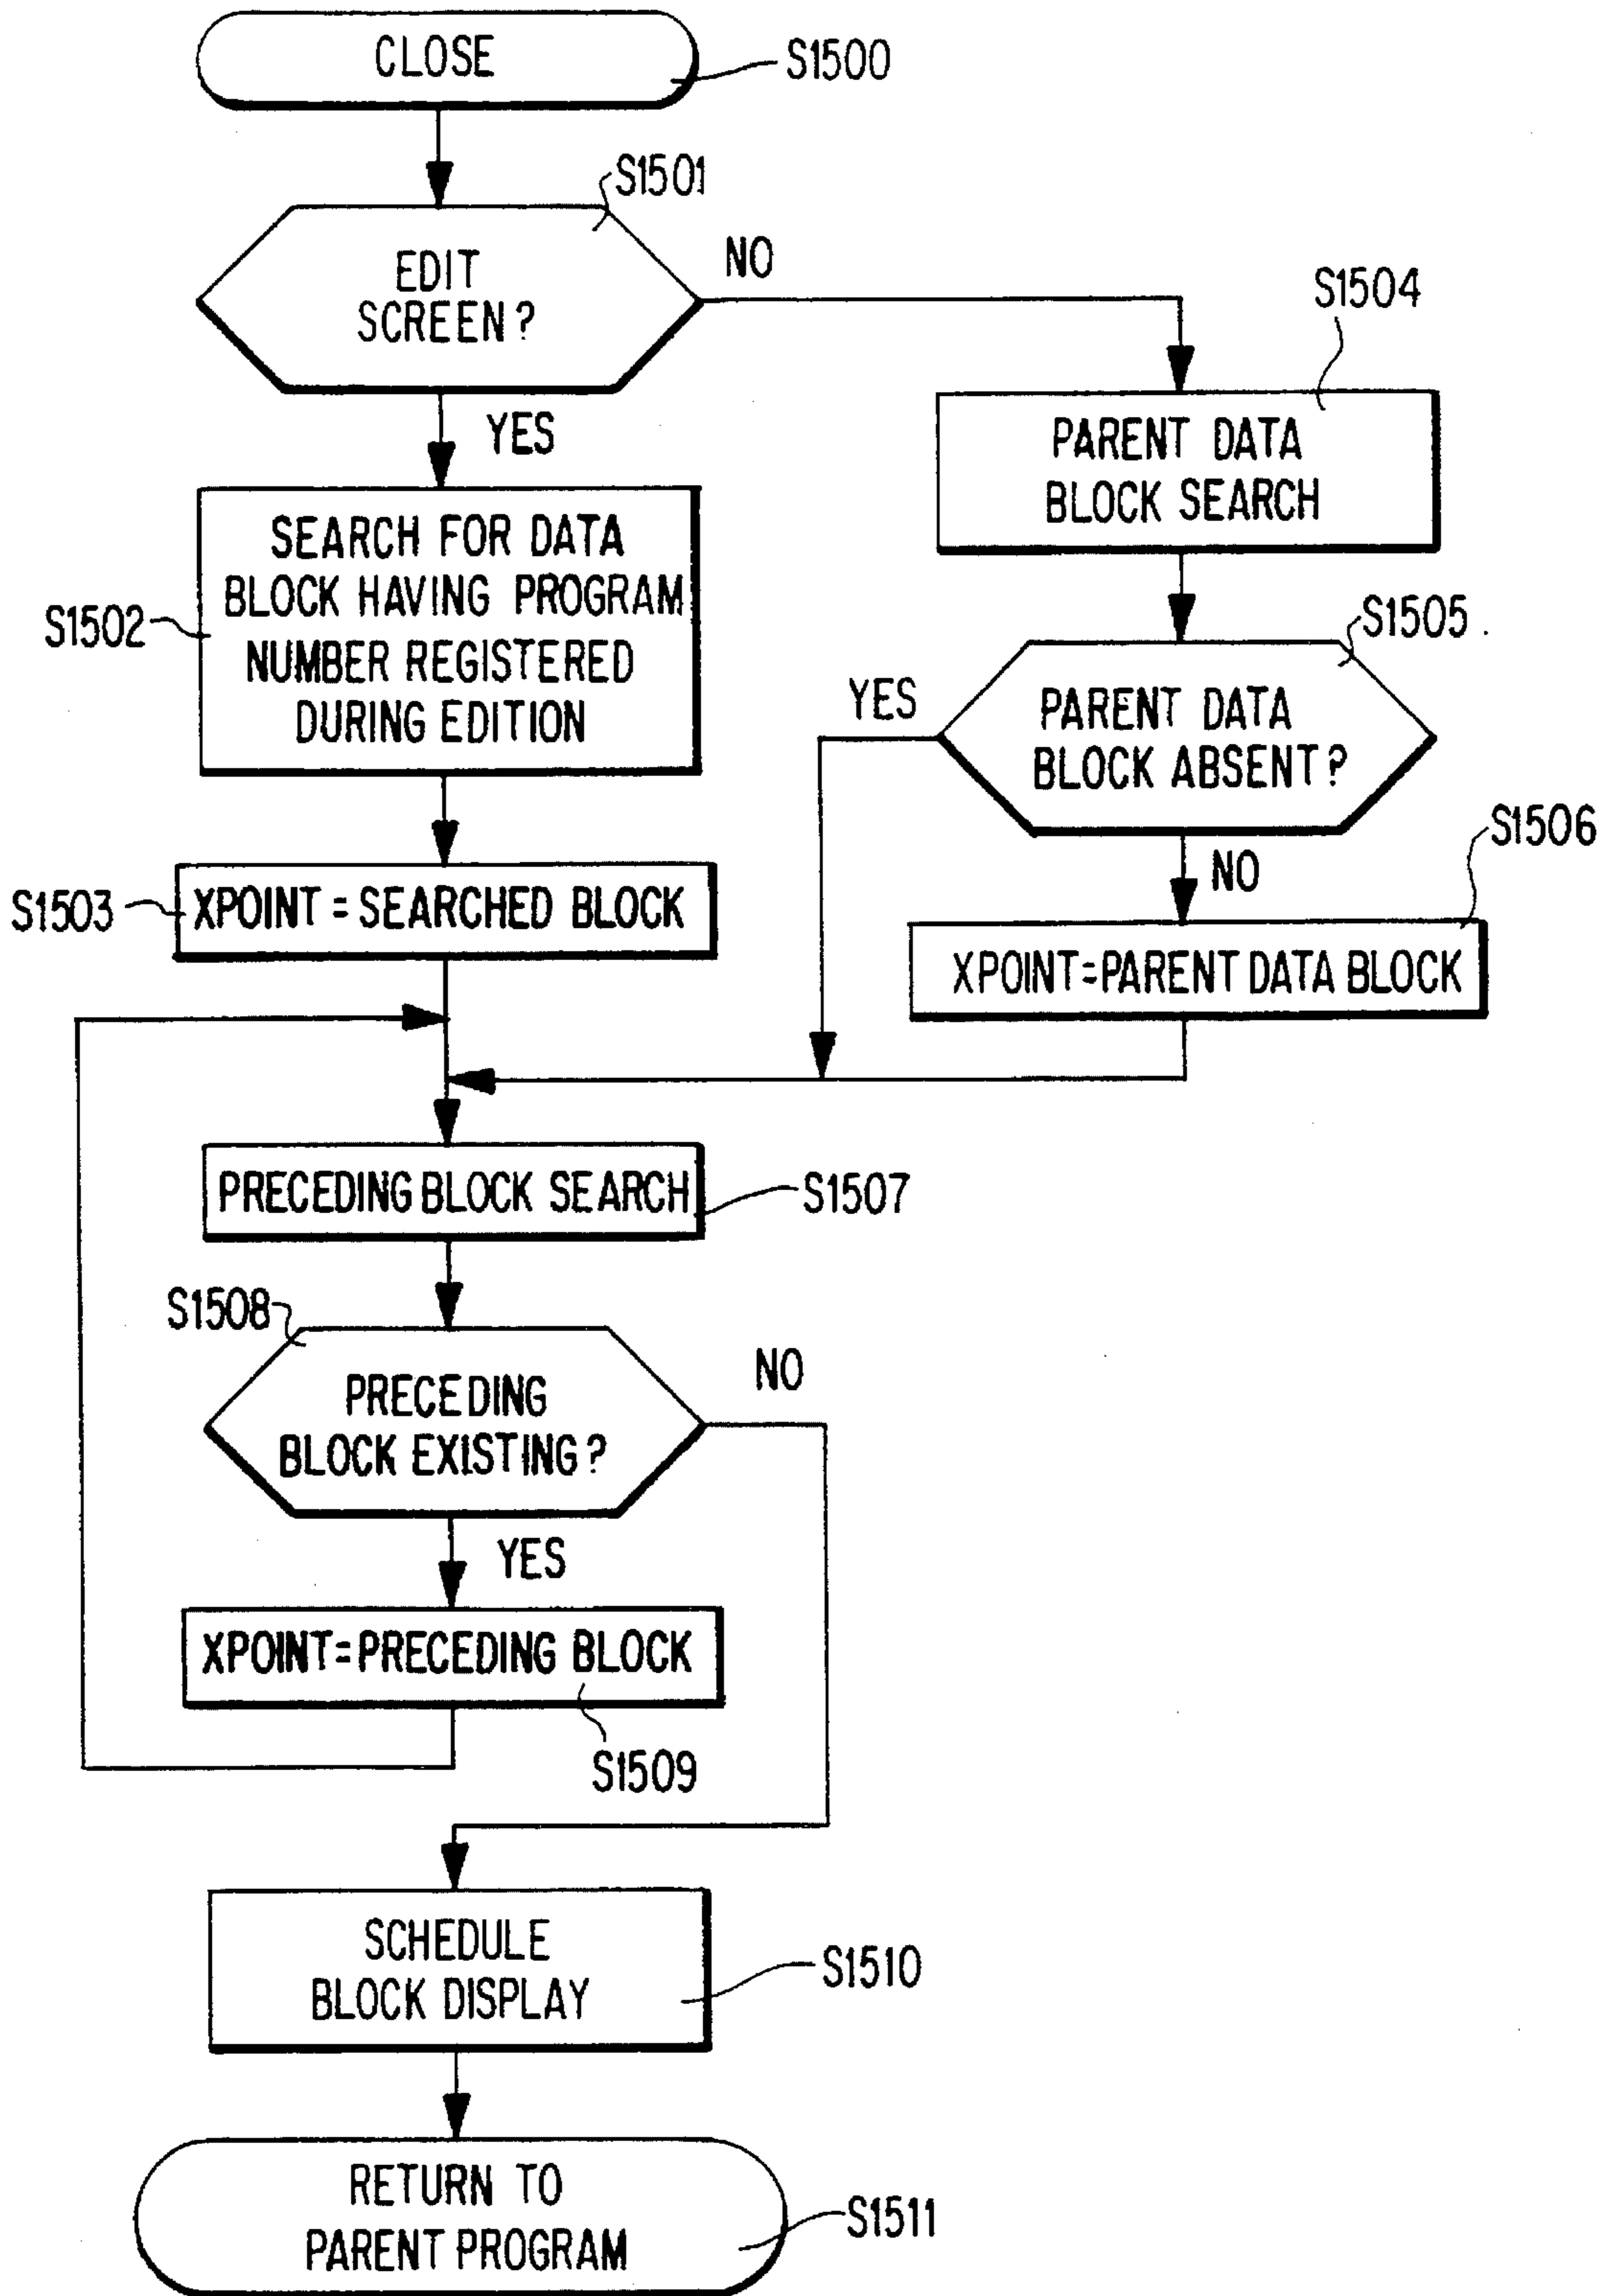 CLOSE
S1500
S1501
EDIT
SCREEN?
NO
YES
S1504
PARENT DATA
BLOCK SEARCH
SEARCH FOR DATA
BLOCK HAVING PROGRAM
NUMBER REGISTERED
DURING EDITION
S1502
S1505
YES
PARENT DATA
BLOCK ABSENT?
NO
S1506
S1503
XPOINT = SEARCHED BLOCK
XPOINT=PARENT DATA BLOCK
PRECEDING BLOCK SEARCH
S1507
S1508
PRECEDING
BLOCK EXISTING?
NO
YES
XPOINT=PRECEDING BLOCK
S1509
SCHEDULE
BLOCK DISPLAY
S1510
RETURN TO
PARENT PROGRAM
S1511